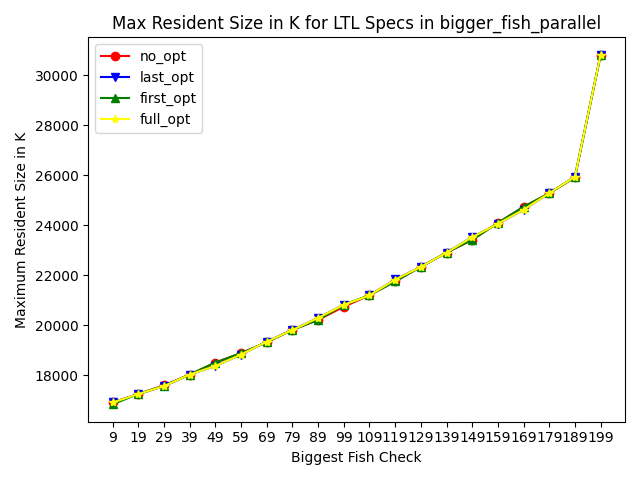 Max Resident Size in K for LTL Specs in bigger_fish_parallel
no_opt
last_opt
first_opt
full_opt
30000
28000
26000
24000
22000
20000
18000
Maximum Resident Size in K
9 19 29 39 49 59 69 79 89 99 109 119 129 139 149 159 169 179 189 199
Biggest Fish Check